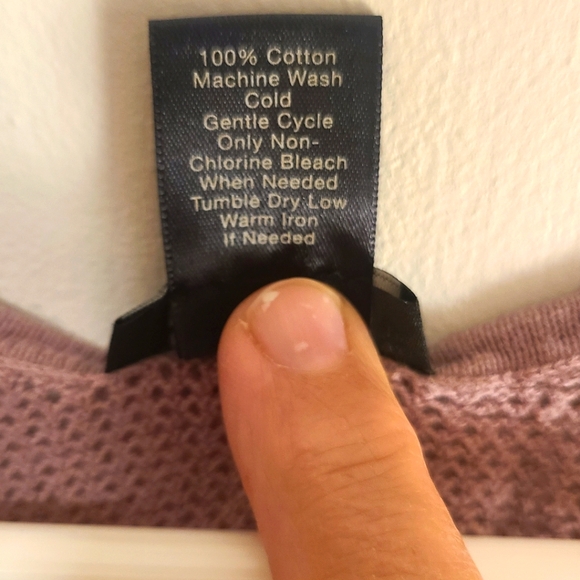 100% Cotton
Machine Wash
Cold
Gentle Cycle
Only Non-
Chlorine Bleach
When Needed
Tumble Dry Low
Warm Iron
If Needed